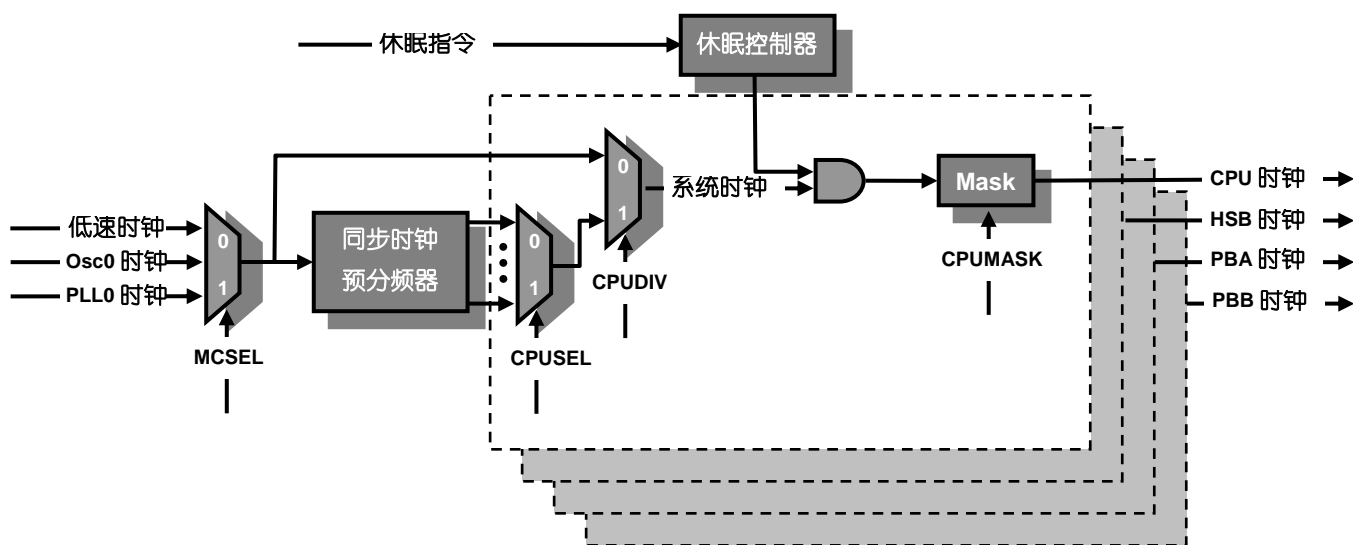 休眠指令
休眠控制器
0
1
系统时钟
Mask
CPU 时钟
HSB 时钟
PBA 时钟
PBB 时钟
低速时钟
Osc0 时钟
PLL0 时钟
0
1
同步时钟
预分频器
0
1
CPUDIV
CPUMASK
MCSEL
CPUSEL